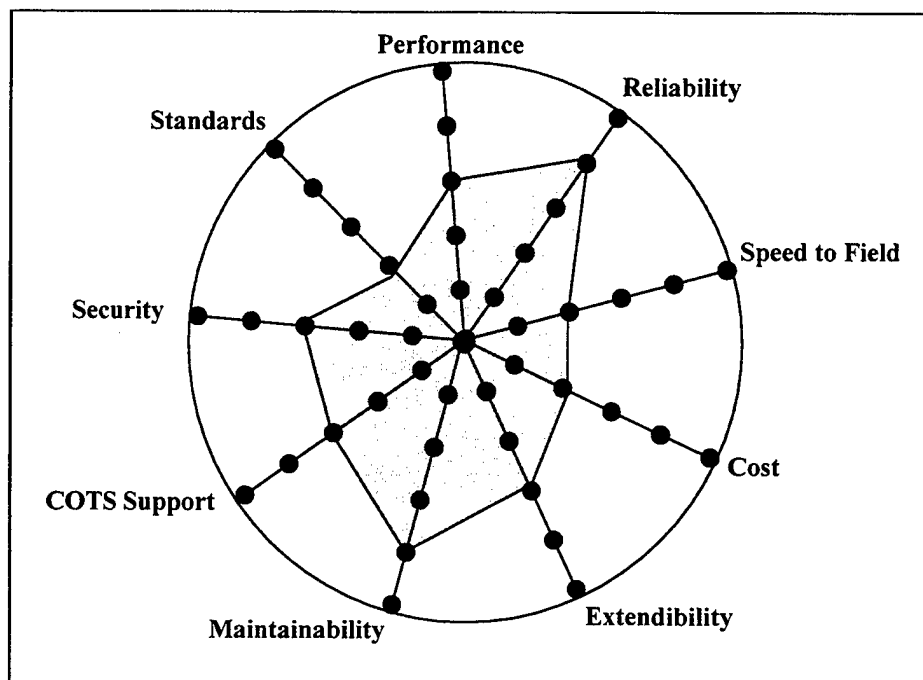 Performance
Reliability
Standards
Speed to Field
Security
Cost
COTS Support
Extendibility
Maintainability